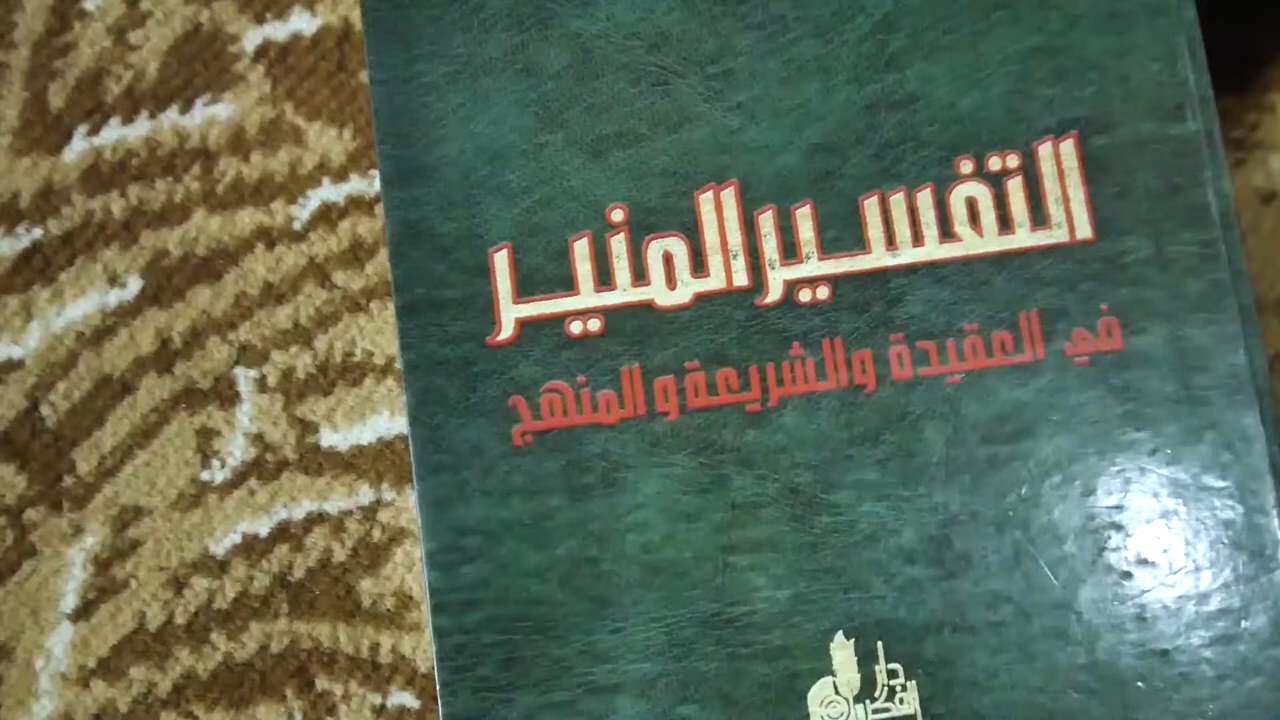 التفسير المنير
في العقيدة والشريعة والمنهج
دار
الفكر